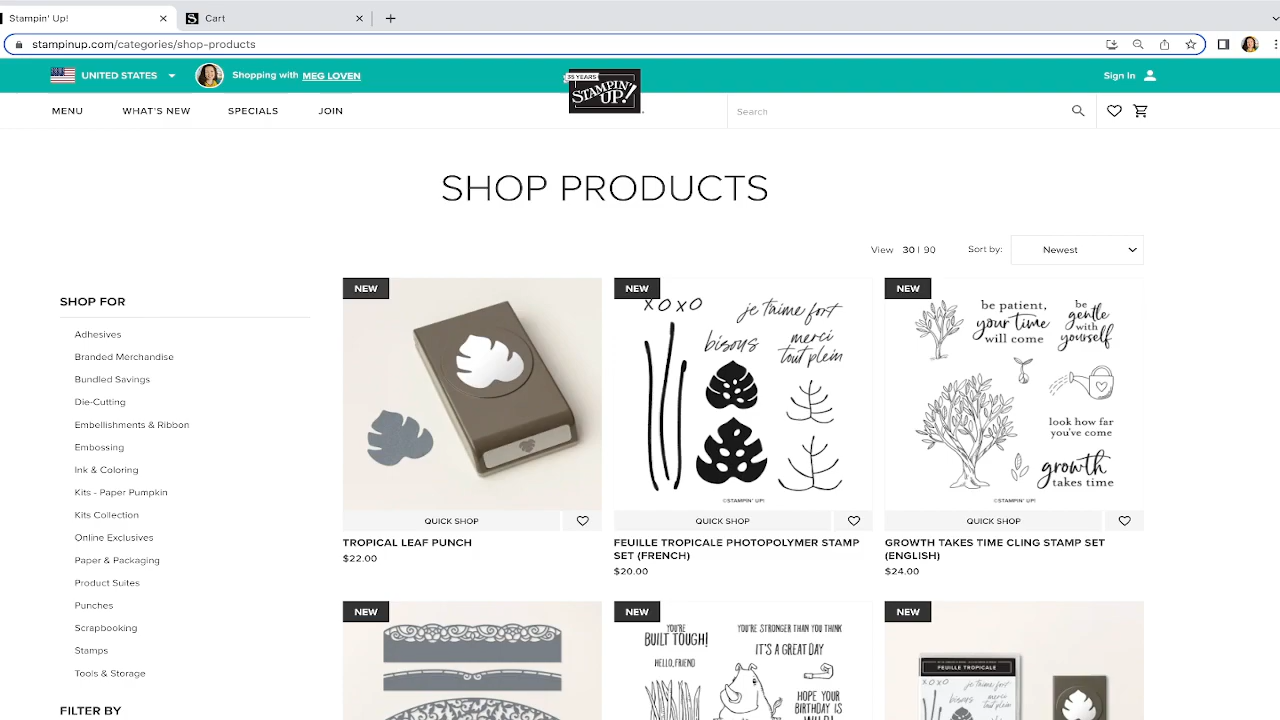 Stampin' Up!
Cart
stampinup.com/categories/shop-products
UNITED STATES
Shopping with MEG LOVEN
35 YEARS
STAMPIN' UP!
Sign In
MENU
WHAT'S NEW
SPECIALS
JOIN
Search
SHOP PRODUCTS
View 30 | 90
Sort by:
Newest
SHOP FOR
Adhesives
Branded Merchandise
Bundled Savings
Die-Cutting
Embellishments & Ribbon
Embossing
Ink & Coloring
Kits - Paper Pumpkin
Kits Collection
Online Exclusives
Paper & Packaging
Product Suites
Punches
Scrapbooking
Stamps
Tools & Storage
FILTER BY
NEW
QUICK SHOP
TROPICAL LEAF PUNCH
$22.00
NEW
XOXO
je t'aime fort
bisous
merci
tout plein
©STAMPIN' UP!
QUICK SHOP
FEUILLE TROPICALE PHOTOPOLYMER STAMP
SET (FRENCH)
$20.00
NEW
be patient,
your time
will come
be
gentle
with
yourself
look how far
you've come
growth
takes time
©STAMPIN' UP!
QUICK SHOP
GROWTH TAKES TIME CLING STAMP SET
(ENGLISH)
$24.00
NEW
NEW
YOU'RE
BUILT TOUGH!
HELLO, FRIEND
YOU'RE STRONGER THAN YOU THINK
IT'S A GREAT DAY
HOPE YOUR
BIRTHDAY IS
WILD!
NEW
FEUILLE TROPICALE
XOXO
je t'aime fort
bisous
merci
tout plein